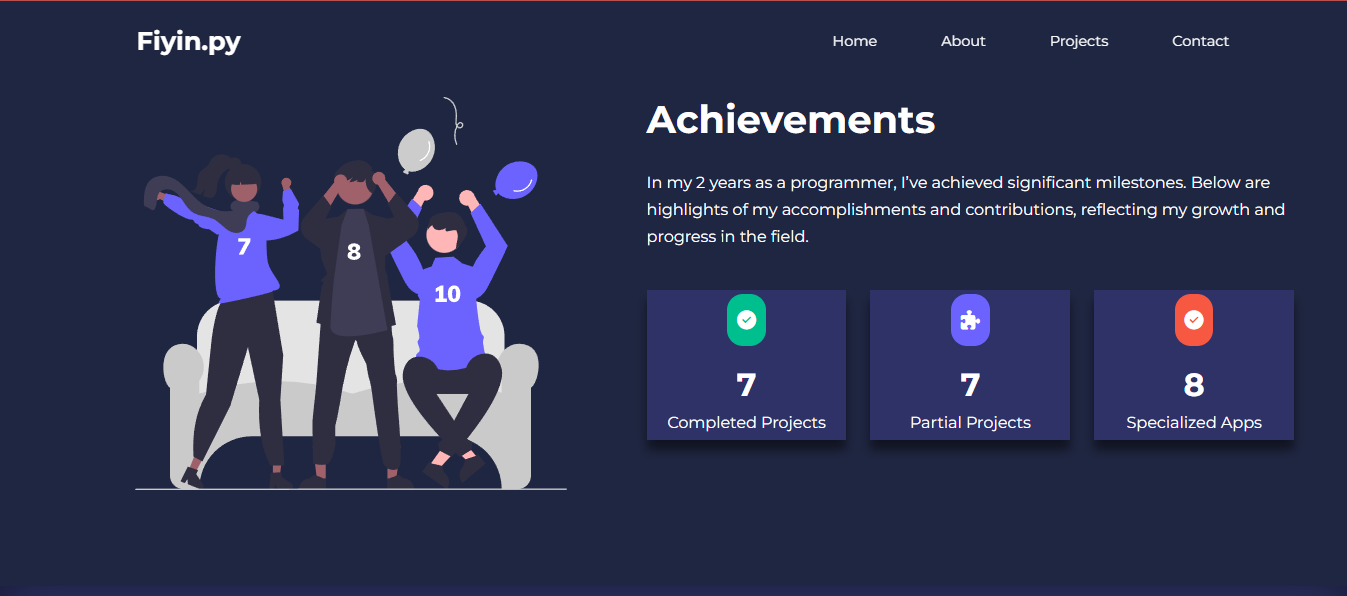 Fiyin.py
Home About Projects Contact
Achievements
In my 2 years as a programmer, I’ve achieved significant milestones. Below are
highlights of my accomplishments and contributions, reflecting my growth and
progress in the field.
7
8
10
7
Completed Projects
7
Partial Projects
8
Specialized Apps